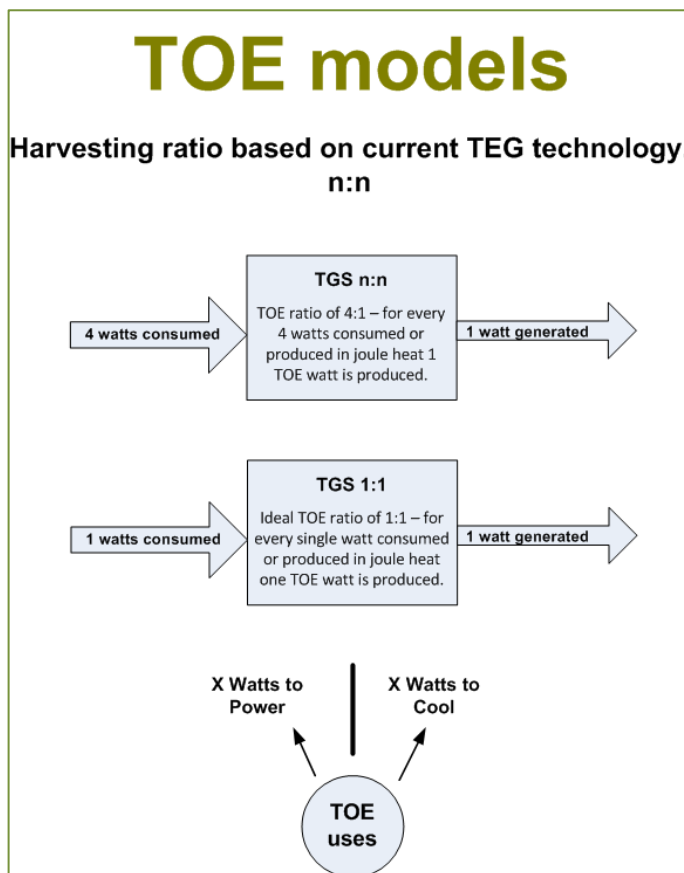 TOE models
Harvesting ratio based on current TEG technology
n:n
TGS n:n
TOE ratio of 4:1 – for every
4 watts consumed or
produced in joule heat 1
TOE watt is produced.
4 watts consumed
1 watt generated
TGS 1:1
Ideal TOE ratio of 1:1 – for
every single watt consumed
or produced in joule heat
one TOE watt is produced.
1 watts consumed
1 watt generated
X Watts to
Power
X Watts to
Cool
TOE
uses